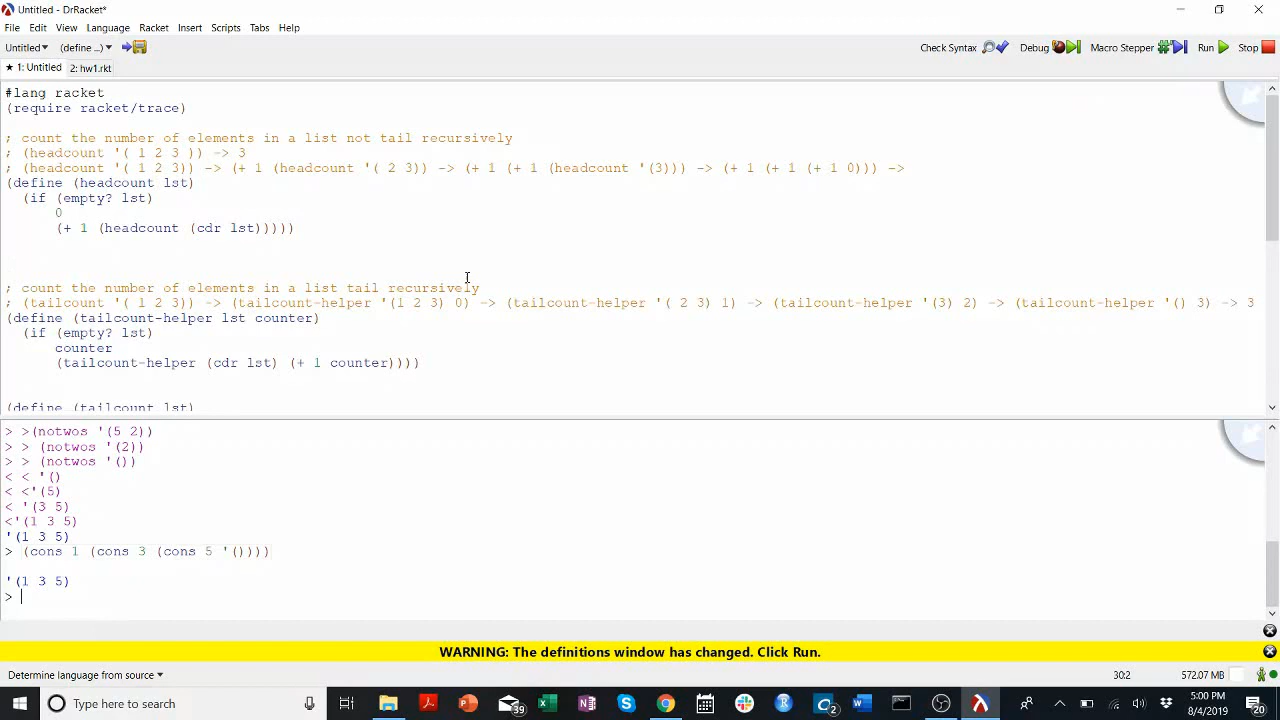 Untitled - DrRacket*
File Edit View Language Racket Insert Scripts Tabs Help
Untitled▾ (define ...)▾ Check Syntax Debug Macro Stepper Run Stop
★ 1: Untitled 2: hw1.rkt
#lang racket
(require racket/trace)
; count the number of elements in a list not tail recursively
; (headcount '( 1 2 3 )) -> 3
; (headcount '( 1 2 3)) -> (+ 1 (headcount '( 2 3)) -> (+ 1 (+ 1 (headcount '(3))) -> (+ 1 (+ 1 (+ 1 0))) ->
(define (headcount lst)
(if (empty? lst)
0
(+ 1 (headcount (cdr lst)))))
; count the number of elements in a list tail recursively
; (tailcount '( 1 2 3)) -> (tailcount-helper '(1 2 3) 0) -> (tailcount-helper '( 2 3) 1) -> (tailcount-helper '(3) 2) -> (tailcount-helper '() 3) -> 3
(define (tailcount-helper lst counter)
(if (empty? lst)
counter
(tailcount-helper (cdr lst) (+ 1 counter))))
(define (tailcount lst)
> >(notwos '(5 2))
> > (notwos '(2))
> > (notwos '())
< < '()
< <'(5)
< '(3 5)
<'(1 3 5)
'(1 3 5)
> (cons 1 (cons 3 (cons 5 '())))
'(1 3 5)
>
WARNING: The definitions window has changed. Click Run.
Determine language from source▾ 30:2 572.07 MB
Type here to search 39 2 5:00 PM
8/4/2019 20